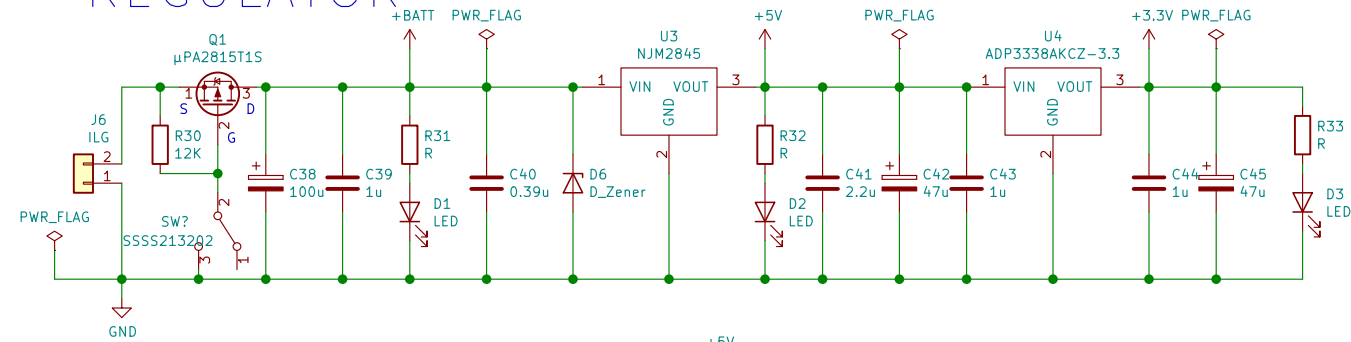 REGULATOR
+BATT
PWR_FLAG
+5V
PWR_FLAG
+3.3V
PWR_FLAG
Q1
µPA2815T1S
U3
NJM2845
U4
ADP3338AKCZ-3.3
1
3
S
D
2
G
1
VIN
VOUT
3
GND
2
1
VIN
VOUT
3
GND
2
J6
ILG
2
1
R30
12K
R31
R
R32
R
R33
R
C38
100u
C39
1u
C40
0.39u
D6
D_Zener
C41
2.2u
C42
47u
C43
1u
C44
1u
C45
47u
+
+
+
D1
LED
D2
LED
D3
LED
PWR_FLAG
SW?
SSSS213202
2
3
1
GND
+5V